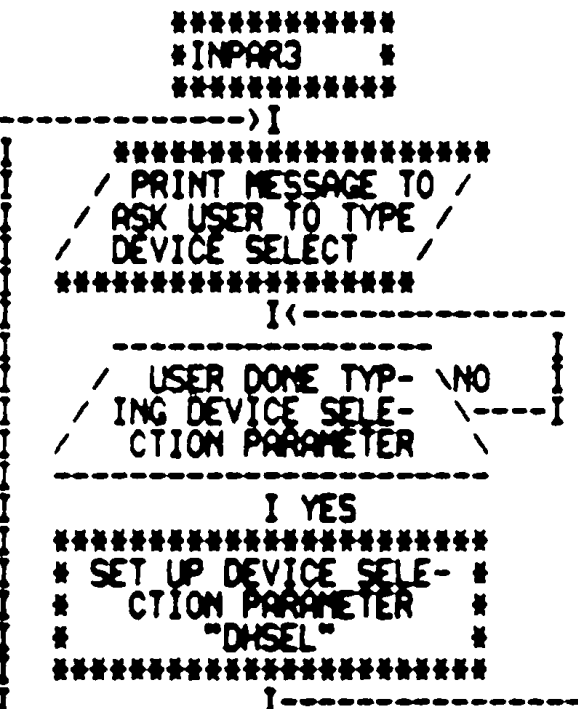 INPAR3
PRINT MESSAGE TO
ASK USER TO TYPE
DEVICE SELECT
USER DONE TYP- NO
ING DEVICE SELE-
CTION PARAMETER
YES
SET UP DEVICE SELE-
CTION PARAMETER
"DHSEL"